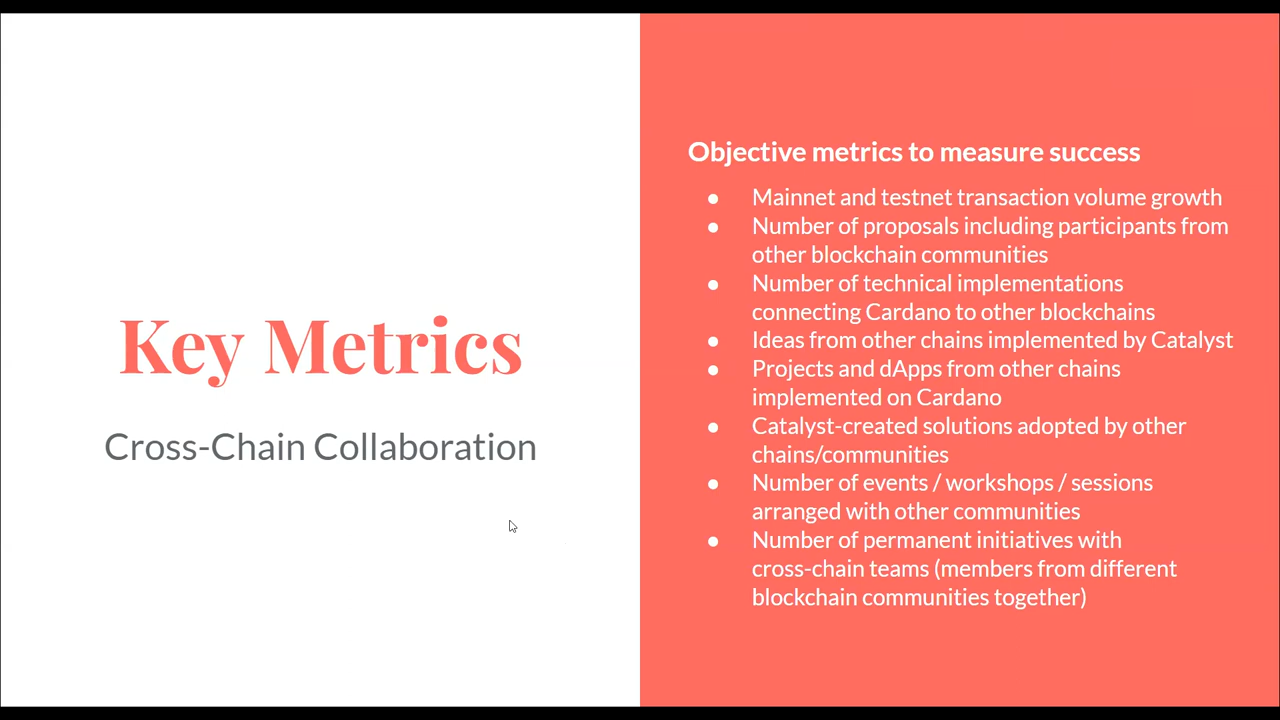 Key Metrics
Cross-Chain Collaboration
Objective metrics to measure success
● Mainnet and testnet transaction volume growth
● Number of proposals including participants from
other blockchain communities
● Number of technical implementations
connecting Cardano to other blockchains
● Ideas from other chains implemented by Catalyst
● Projects and dApps from other chains
implemented on Cardano
● Catalyst-created solutions adopted by other
chains/communities
● Number of events / workshops / sessions
arranged with other communities
● Number of permanent initiatives with
cross-chain teams (members from different
blockchain communities together)